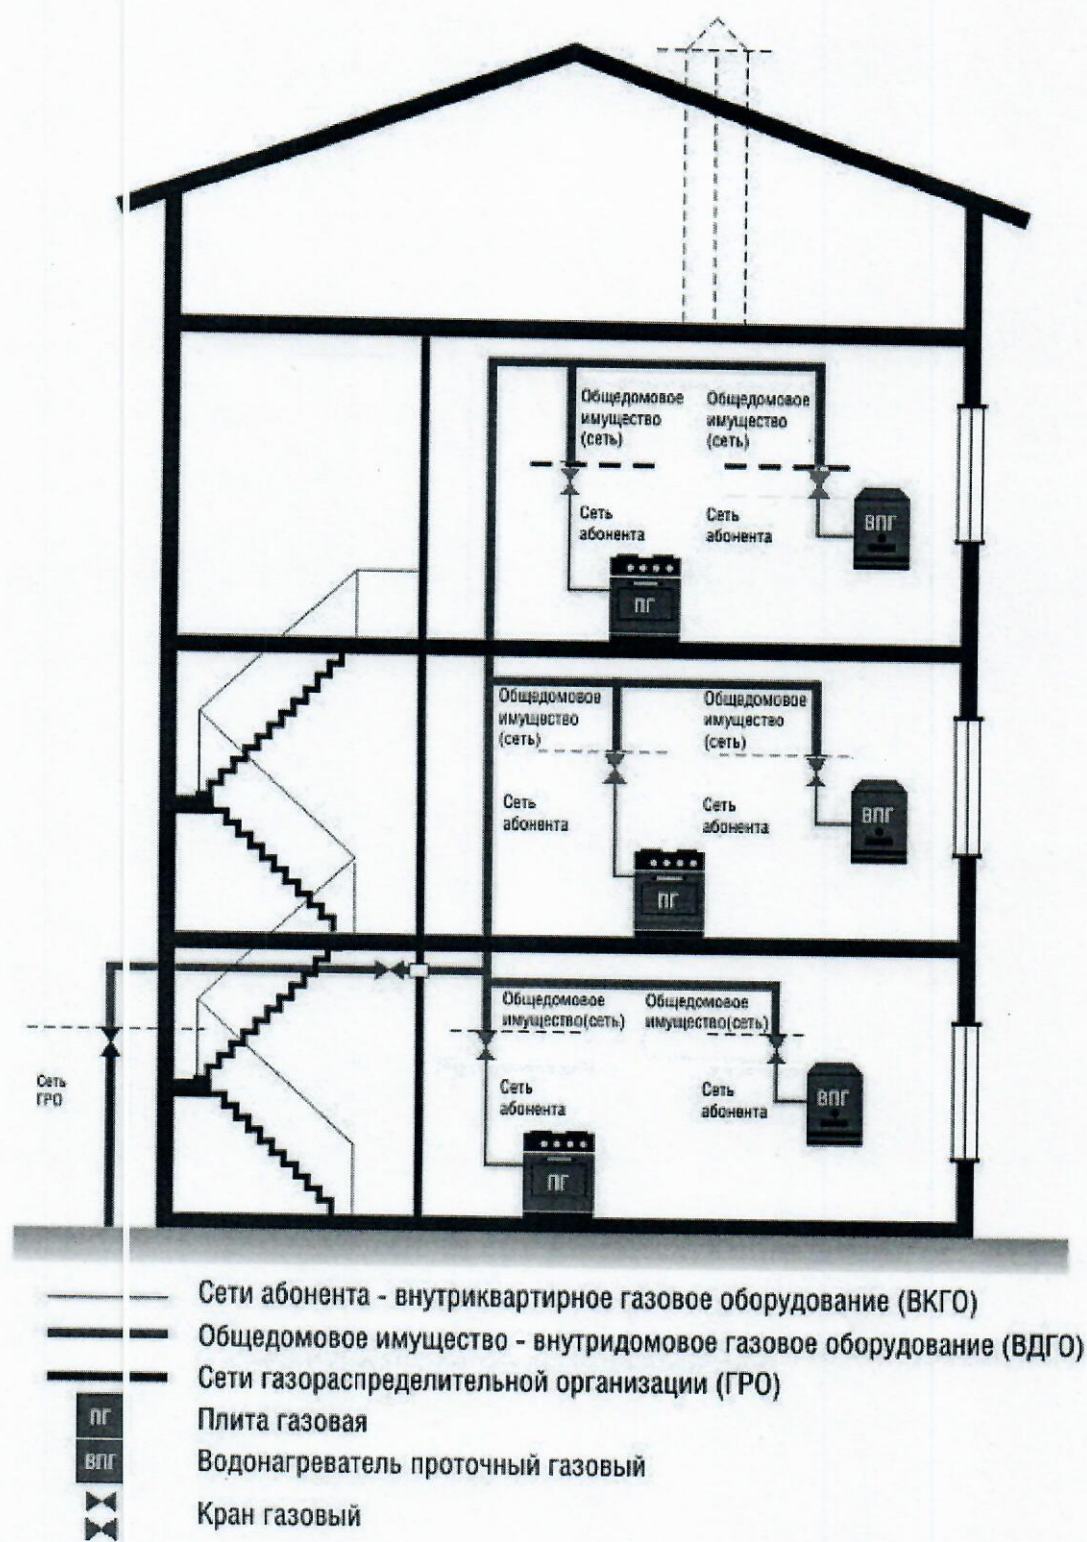 Общедомовое
имущество
(сеть)
Общедомовое
имущество
(сеть)
Сеть
абонента
Сеть
абонента
ВПГ
ПГ
Общедомовое
имущество
(сеть)
Общедомовое
имущество
(сеть)
Сеть
абонента
Сеть
абонента
ВПГ
ПГ
Общедомовое
имущество(сеть)
Общедомовое
имущество(сеть)
Сеть
ГРО
Сеть
абонента
Сеть
абонента
ВПГ
ПГ
Сети абонента - внутриквартирное газовое оборудование (ВКГО)
Общедомовое имущество - внутридомовое газовое оборудование (ВДГО)
Сети газораспределительной организации (ГРО)
ПГ
Плита газовая
ВПГ
Водонагреватель проточный газовый
Кран газовый